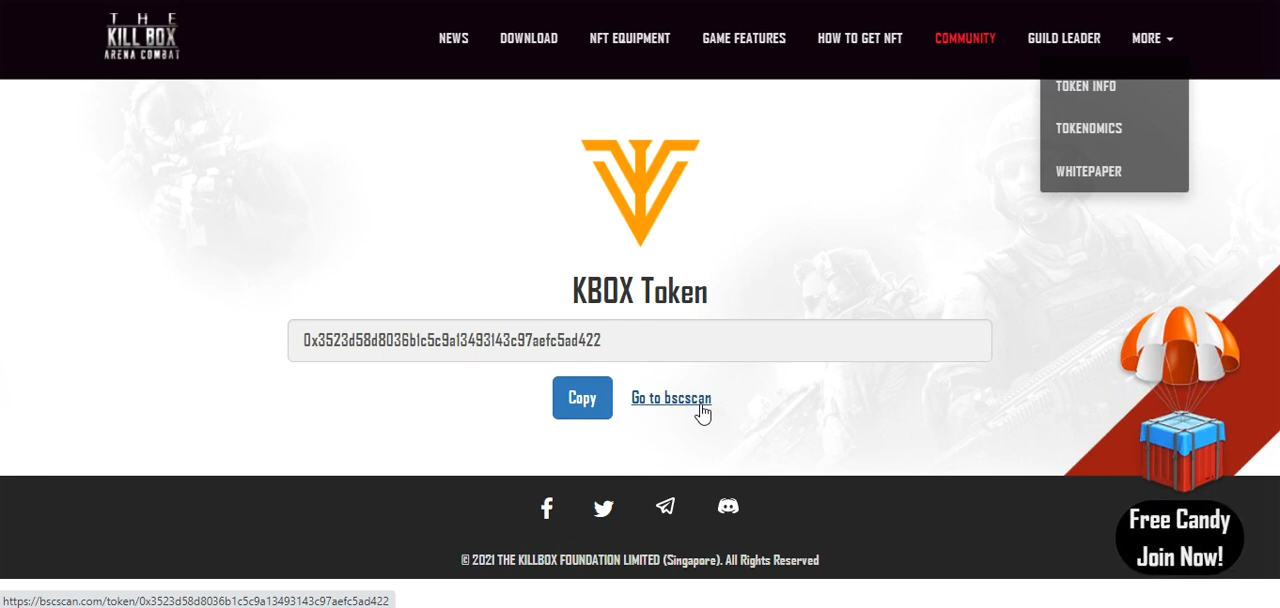 THE
KILL BOX
ARENA COMBAT
NEWS
DOWNLOAD
NFT EQUIPMENT
GAME FEATURES
HOW TO GET NFT
COMMUNITY
GUILD LEADER
MORE
TOKEN INFO
TOKENOMICS
WHITEPAPER
KBOX Token
0x3523d58d8036b1c5c9a13493143c97aefc5ad422
Copy
Go to bscscan
Free Candy
Join Now!
© 2021 THE KILLBOX FOUNDATION LIMITED (Singapore). All Rights Reserved
https://bscscan.com/token/0x3523d58d8036b1c5c9a13493143c97aefc5ad422